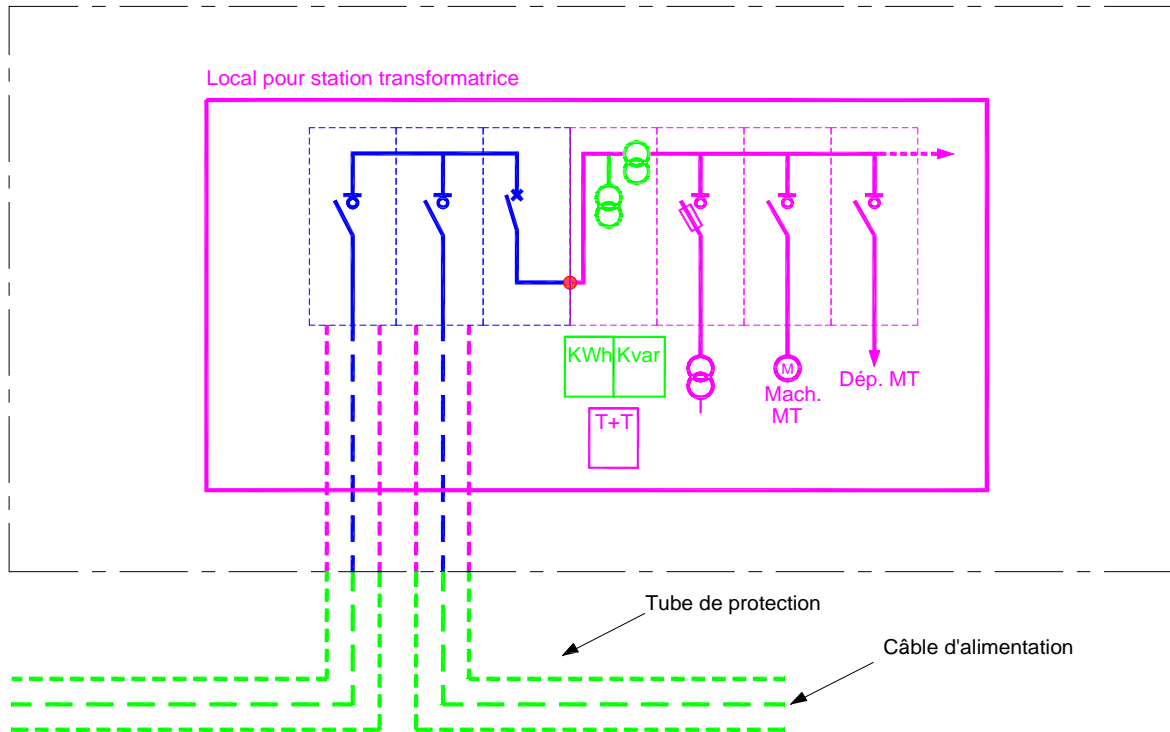 Local pour station transformatrice
KWh Kvar
T+T
M
Mach.
MT
Dép. MT
Tube de protection
Câble d'alimentation